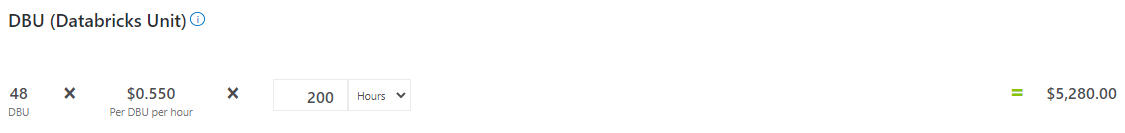 DBU (Databricks Unit)
48 × $0.550 × 200 Hours = $5,280.00
DBU Per DBU per hour